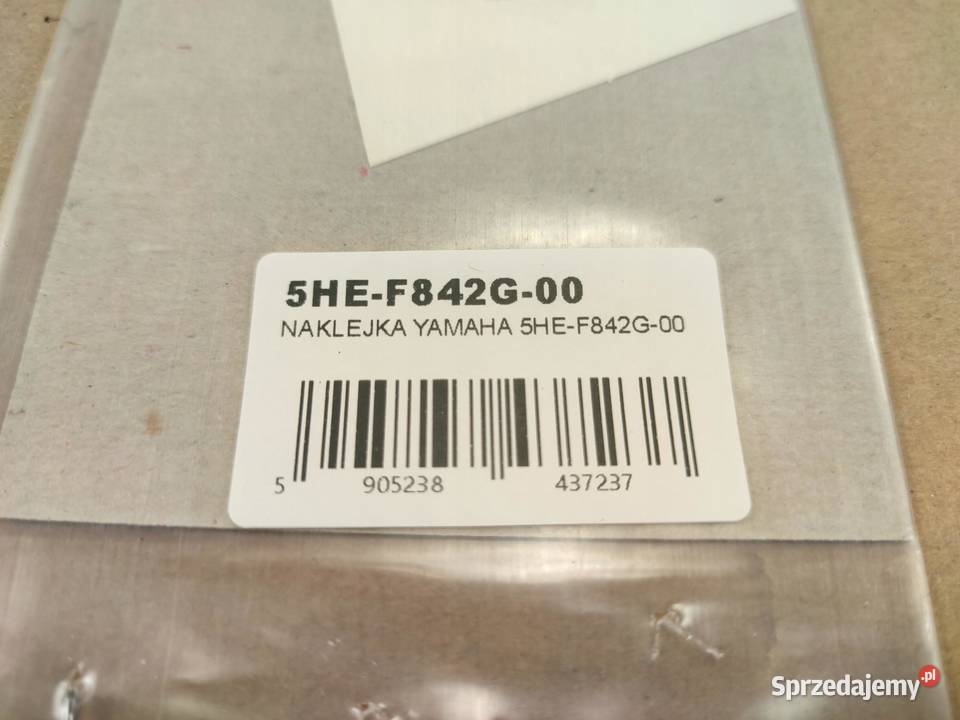 5HE-F842G-00
NAKLEJKA YAMAHA 5HE-F842G-00
5 905238 437237
Sprzedajemy.pl